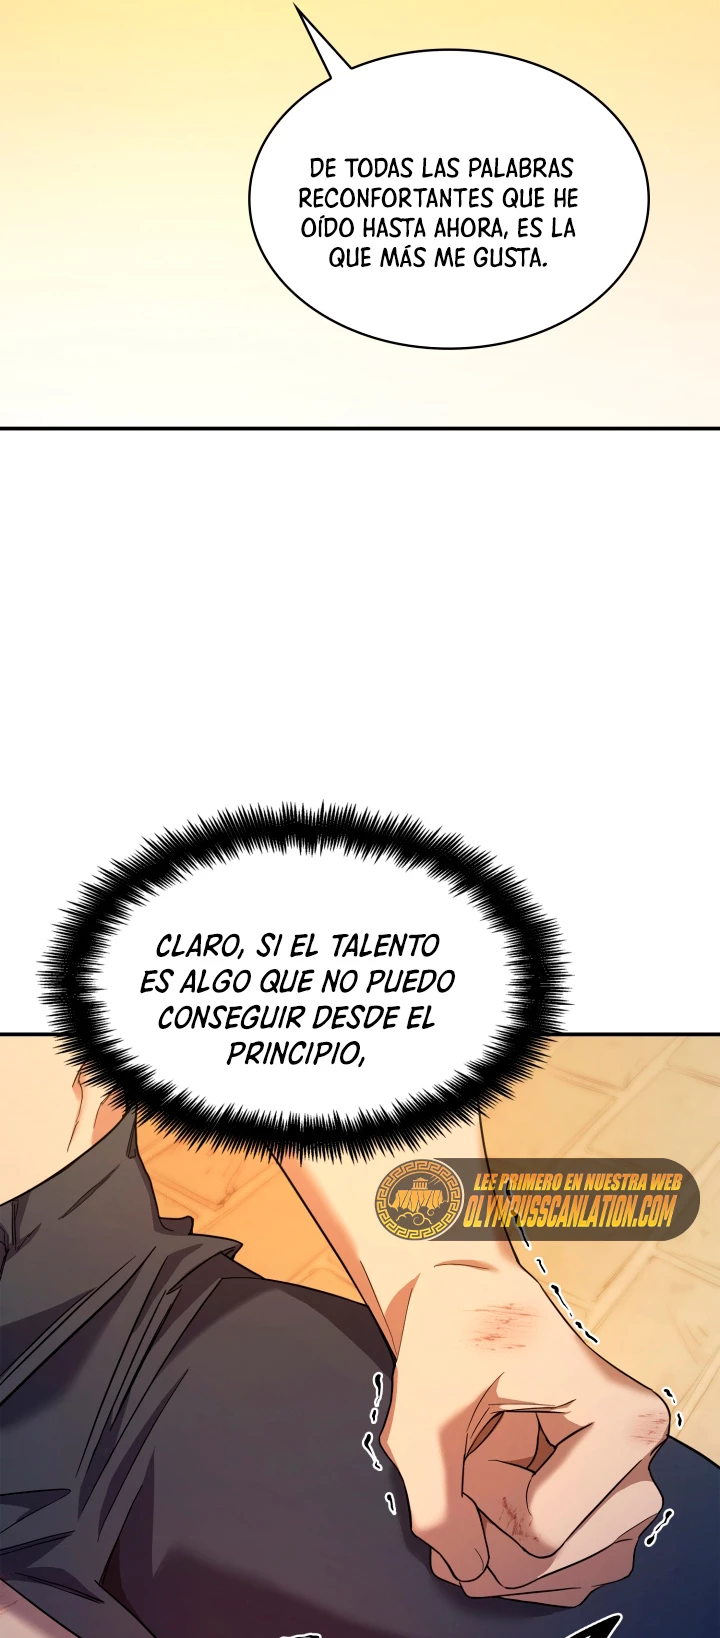 DE TODAS LAS PALABRAS
RECONFORTANTES QUE HE
OÍDO HASTA AHORA, ES LA
QUE MÁS ME GUSTA.
CLARO, SI EL TALENTO
ES ALGO QUE NO PUEDO
CONSEGUIR DESDE EL
PRINCIPIO,
LEE PRIMERO EN NUESTRA WEB
OLYMPUSSCANLATION.COM